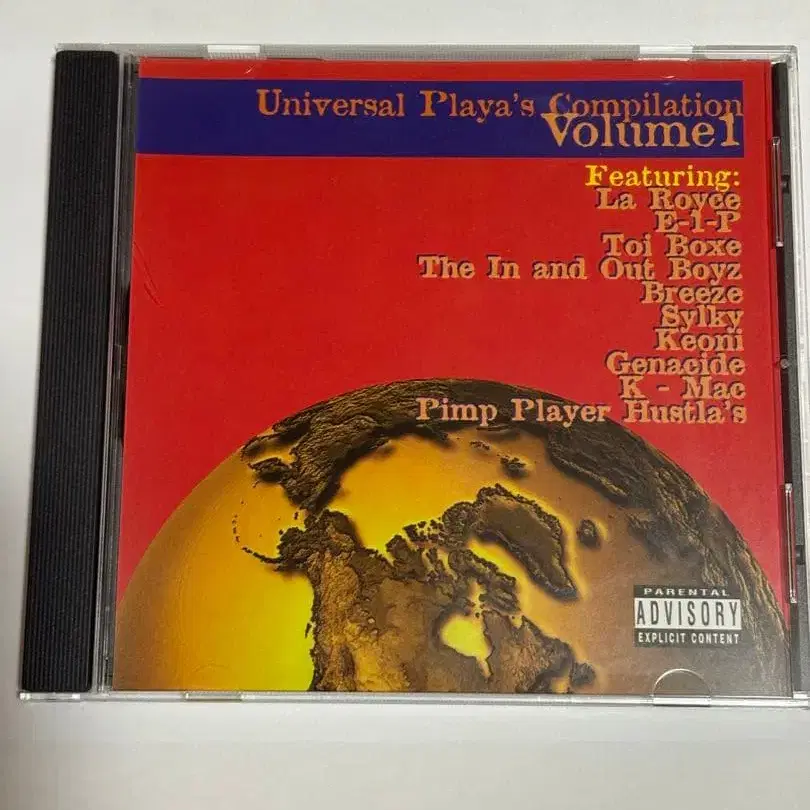 Universal Playa's Compilation
Volume1
Featuring:
La Royce
E-1-P
Toi Boxe
The In and Out Boyz
Breeze
Sylky
Keoni
Genacide
K - Mac
Pimp Player Hustla's
PARENTAL
ADVISORY
EXPLICIT CONTENT